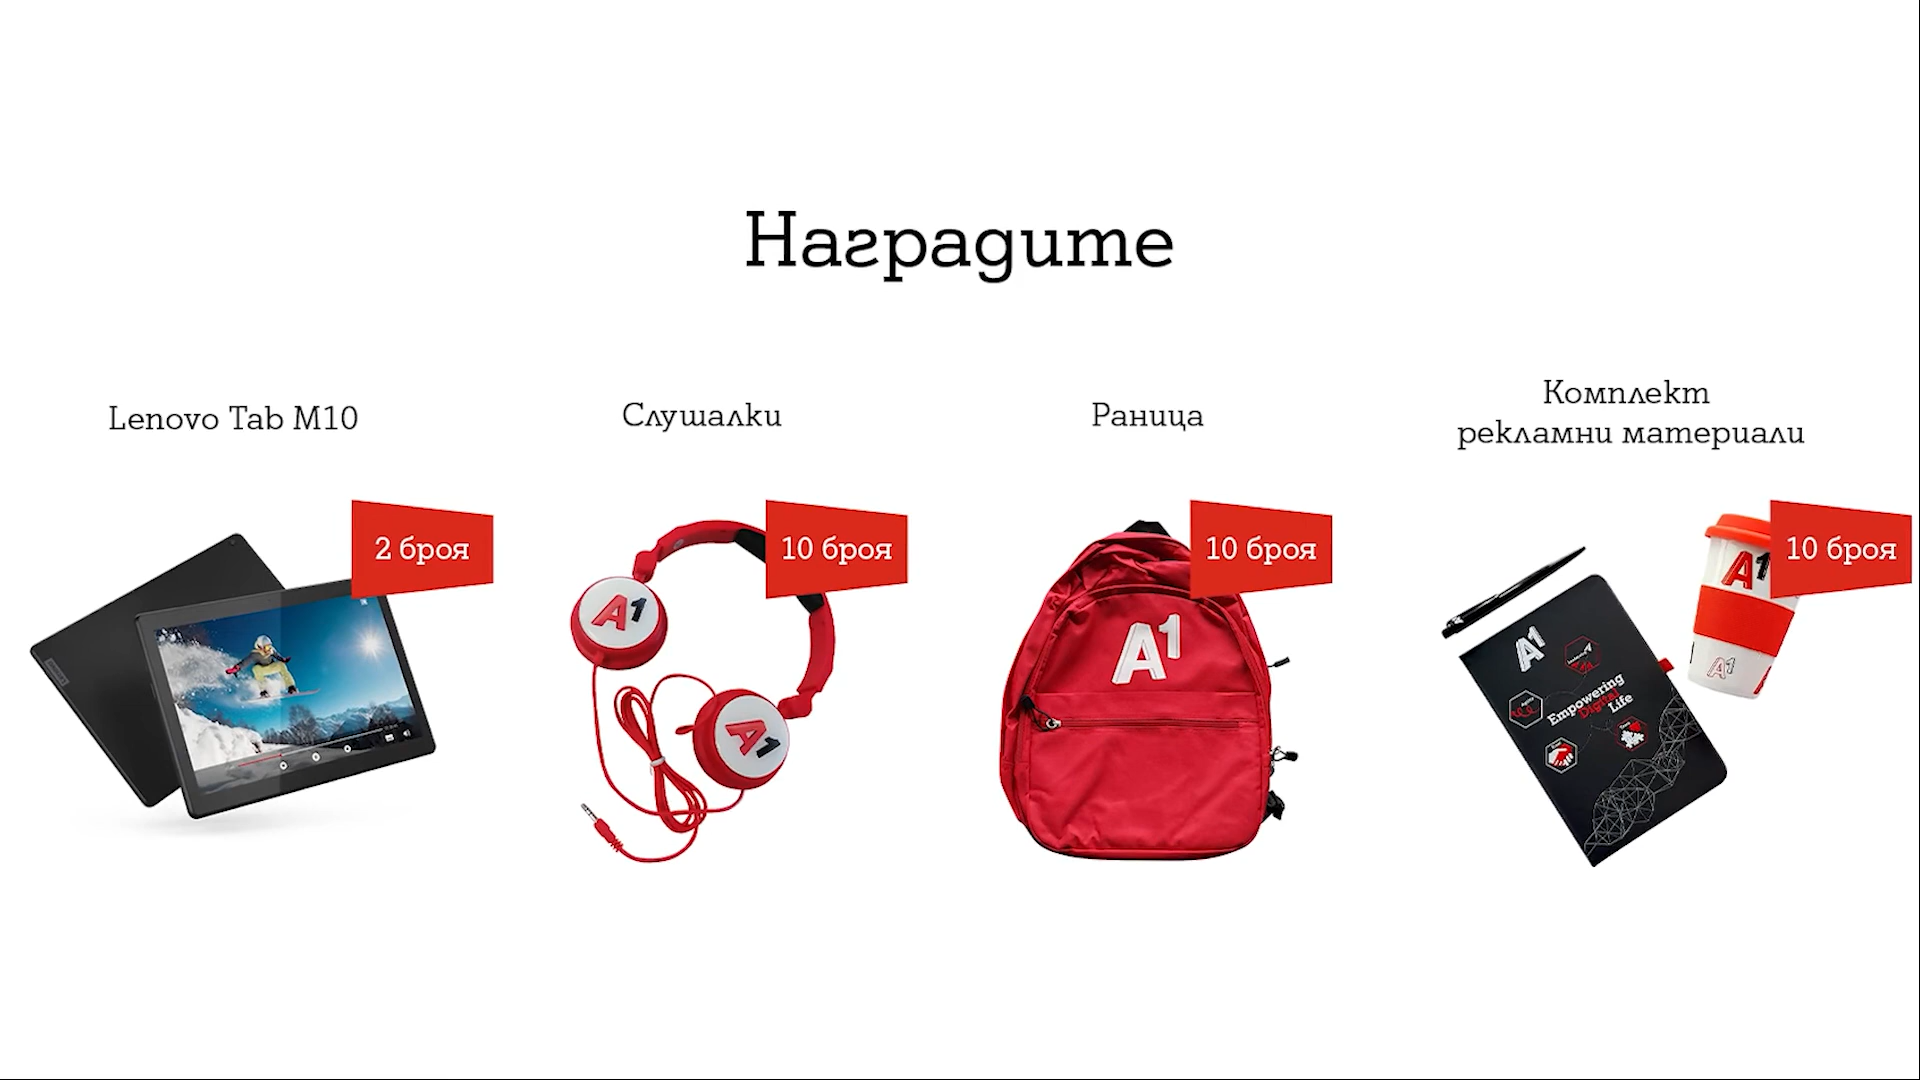 Наградите
Lenovo Tab M10
2 броя
Слушалки
10 броя
A1
A1
Раница
10 броя
A1
Комплект
рекламни материали
10 броя
A1
A1
A1
Empowering
Digital
Life